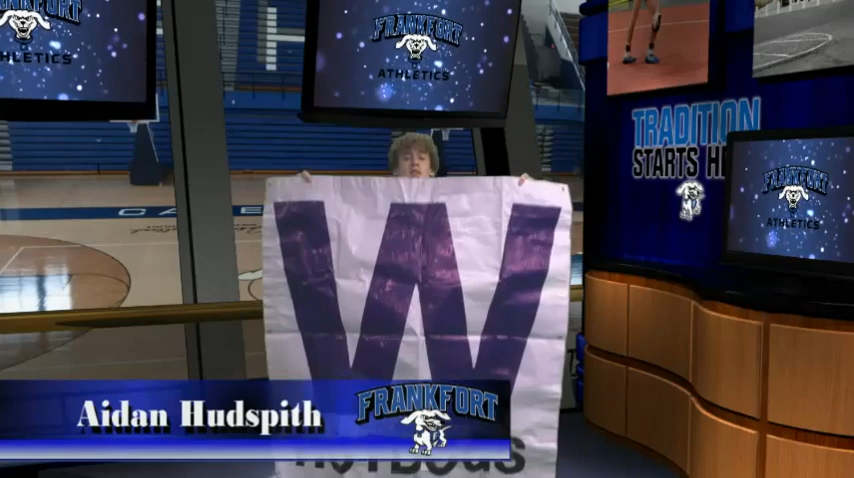 FRANKFORT
ATHLETICS
FRANKFORT
ATHLETICS
TRADITION
STARTS
FRANKFORT
ATHLETICS
W
Aidan Hudspith
FRANKFORT